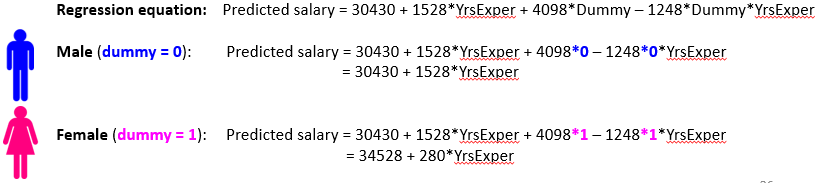 Regression equation: Predicted salary = 30430 + 1528*YrsExper + 4098*Dummy – 1248*Dummy*YrsExper
Male (dummy = 0): Predicted salary = 30430 + 1528*YrsExper + 4098*0 – 1248*0*YrsExper
= 30430 + 1528*YrsExper
Female (dummy = 1): Predicted salary = 30430 + 1528*YrsExper + 4098*1 – 1248*1*YrsExper
= 34528 + 280*YrsExper